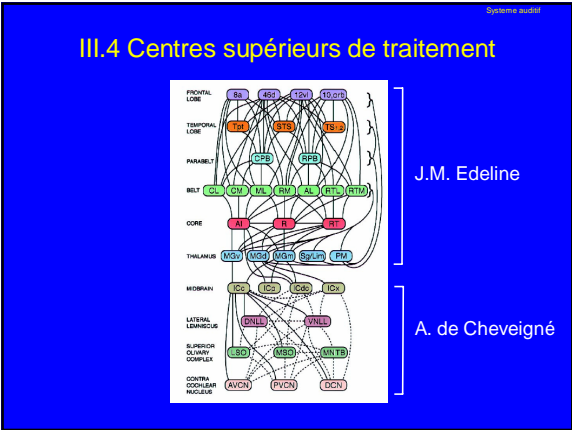 Systeme auditif
III.4 Centres supérieurs de traitement
FRONTAL
LOBE
8a 46d 12vl 10,orb
TEMPORAL
LOBE
Tpt STS TS1,2
PARABELT
CPB RPB
BELT
CL CM ML RM AL RTL RTM
CORE
AI R RT
THALAMUS
MGv MGd MGm Sg/Lim PM
MIDBRAIN
ICc ICp ICdc ICx
LATERAL
LEMNISCUS
DNLL VNLL
SUPERIOR
OLIVARY
COMPLEX
LSO MSO MNTB
CONTRA
COCHLEAR
NUCLEUS
AVCN PVCN DCN
J.M. Edeline
A. de Cheveigné